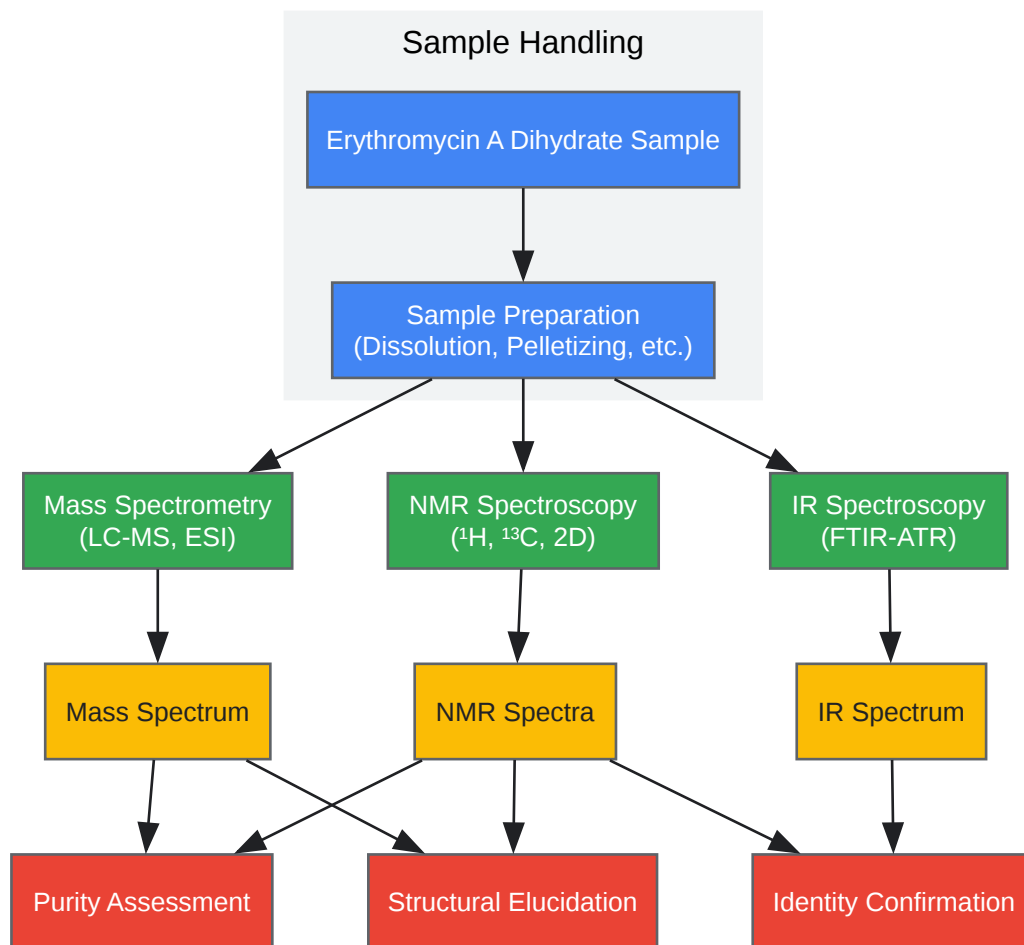 Sample Handling
Erythromycin A Dihydrate Sample
Sample Preparation
(Dissolution, Pelletizing, etc.)
Mass Spectrometry
(LC-MS, ESI)
NMR Spectroscopy
(¹H, ¹³C, 2D)
IR Spectroscopy
(FTIR-ATR)
Mass Spectrum
NMR Spectra
IR Spectrum
Purity Assessment
Structural Elucidation
Identity Confirmation